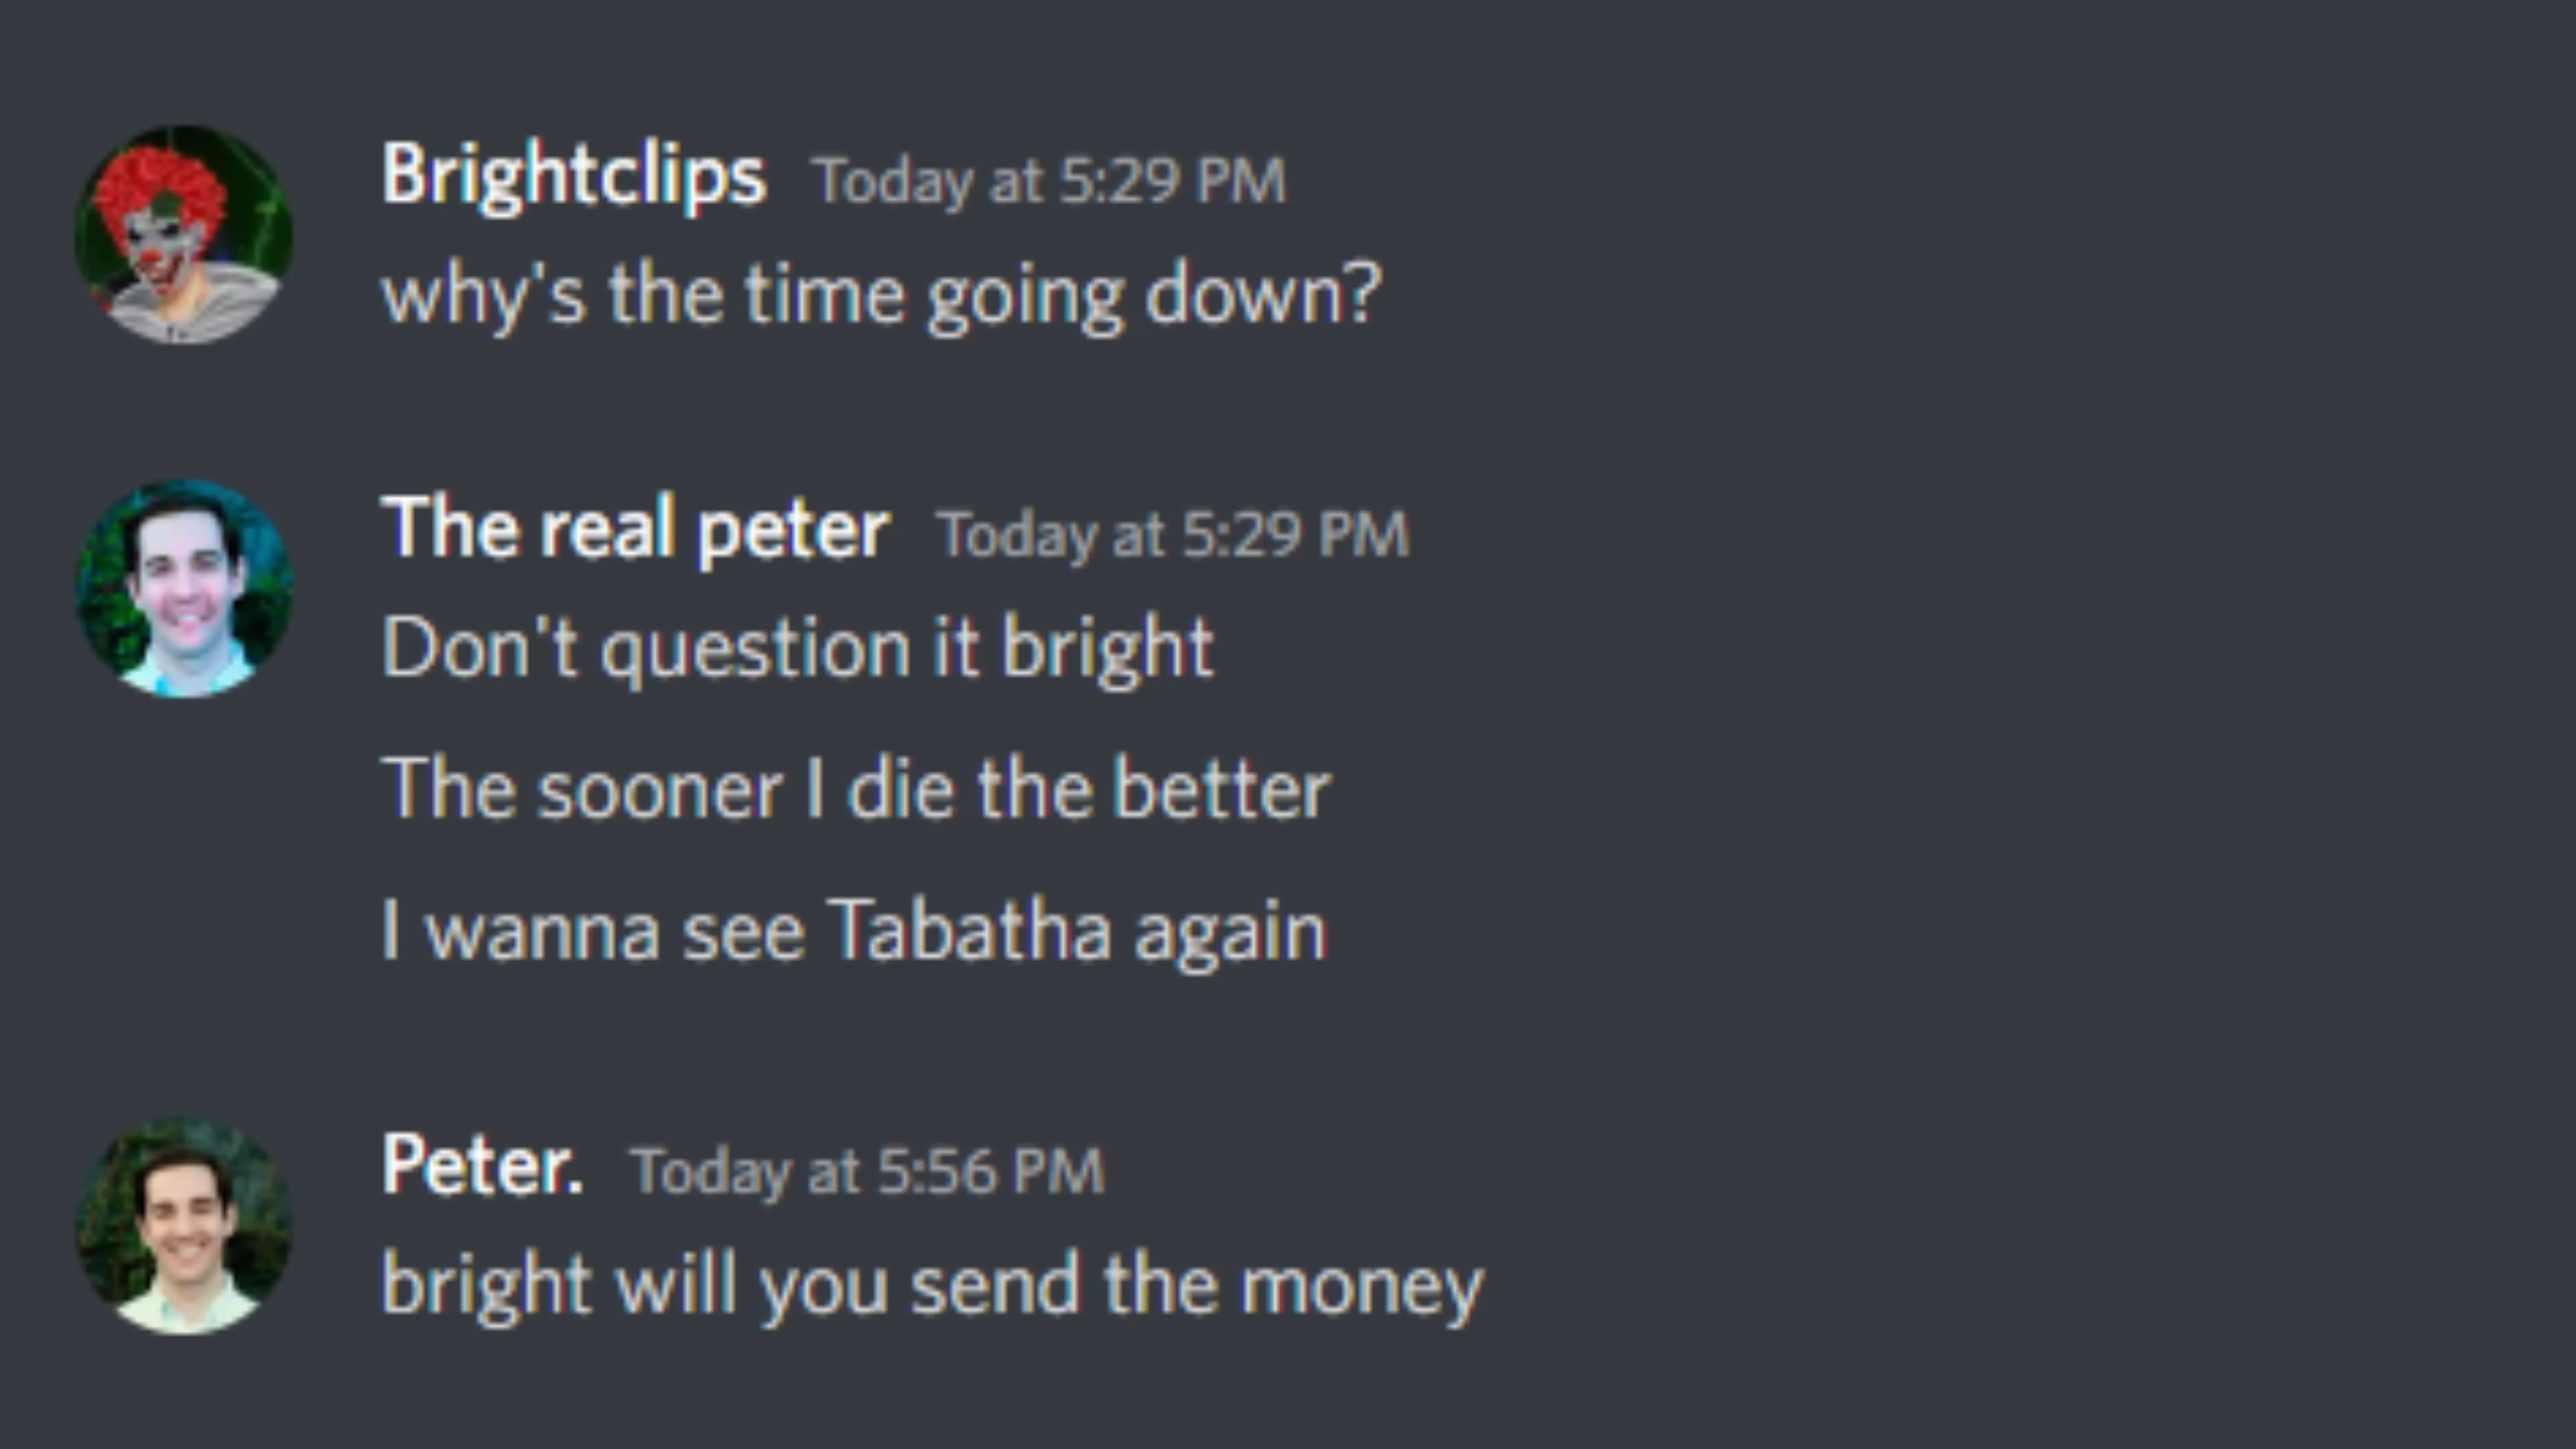 Brightclips Today at 5:29 PM
why's the time going down?
The real peter Today at 5:29 PM
Don't question it bright
The sooner I die the better
I wanna see Tabatha again
Peter. Today at 5:56 PM
bright will you send the money